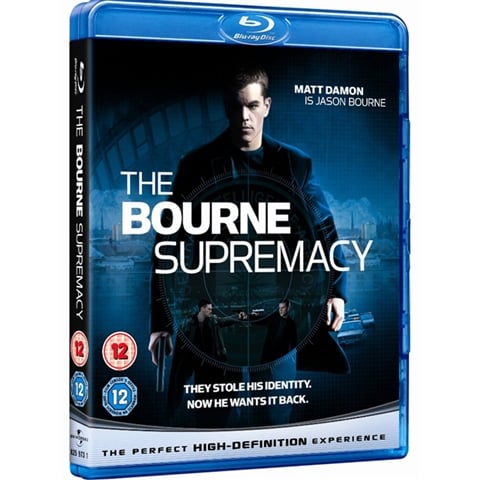 Blu-ray Disc
MATT DAMON
IS JASON BOURNE
THE
BOURNE
SUPREMACY
THEY STOLE HIS IDENTITY.
NOW HE WANTS IT BACK.
12
12
THE PERFECT HIGH-DEFINITION EXPERIENCE
THE BOURNE SUPREMACY
12
12
UNIVERSAL